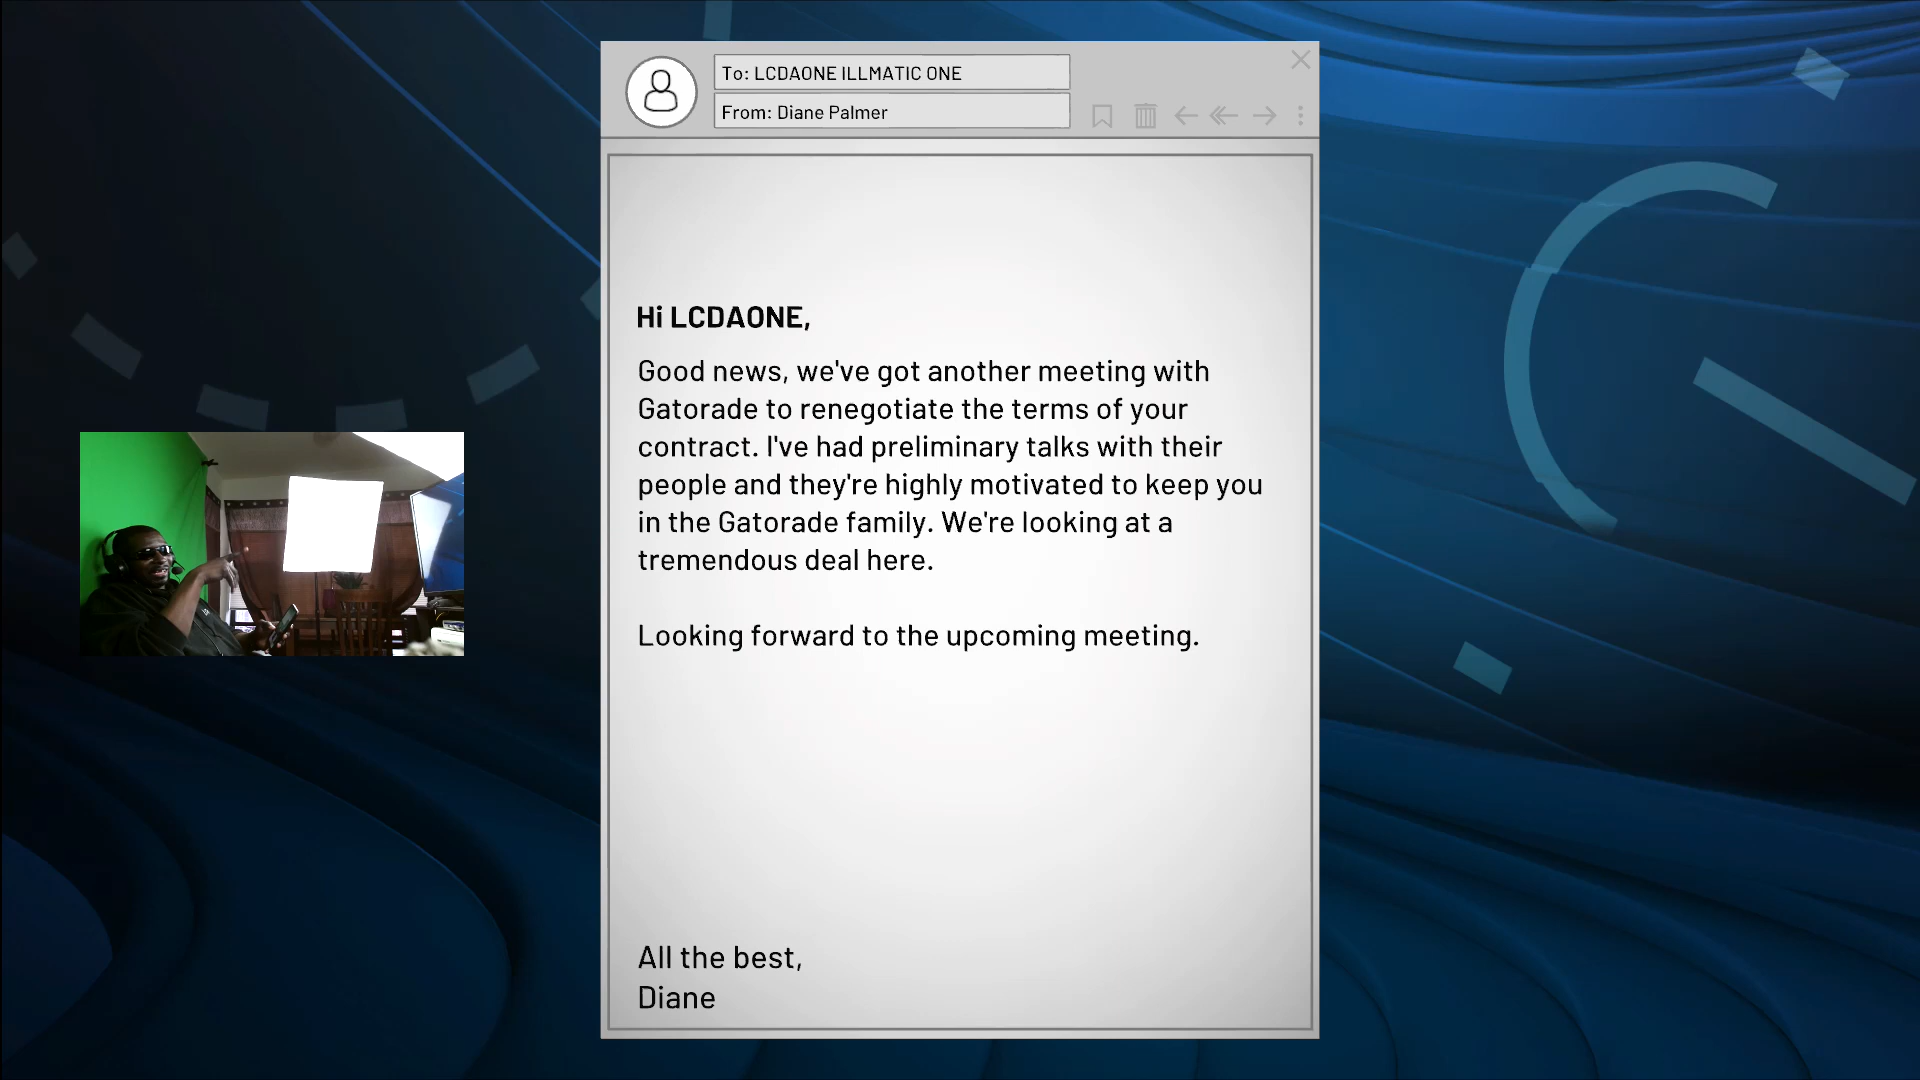 To: LCDAONE ILLMATIC ONE
From: Diane Palmer
Hi LCDAONE,
Good news, we've got another meeting with
Gatorade to renegotiate the terms of your
contract. I've had preliminary talks with their
people and they're highly motivated to keep you
in the Gatorade family. We're looking at a
tremendous deal here.
Looking forward to the upcoming meeting.
All the best,
Diane